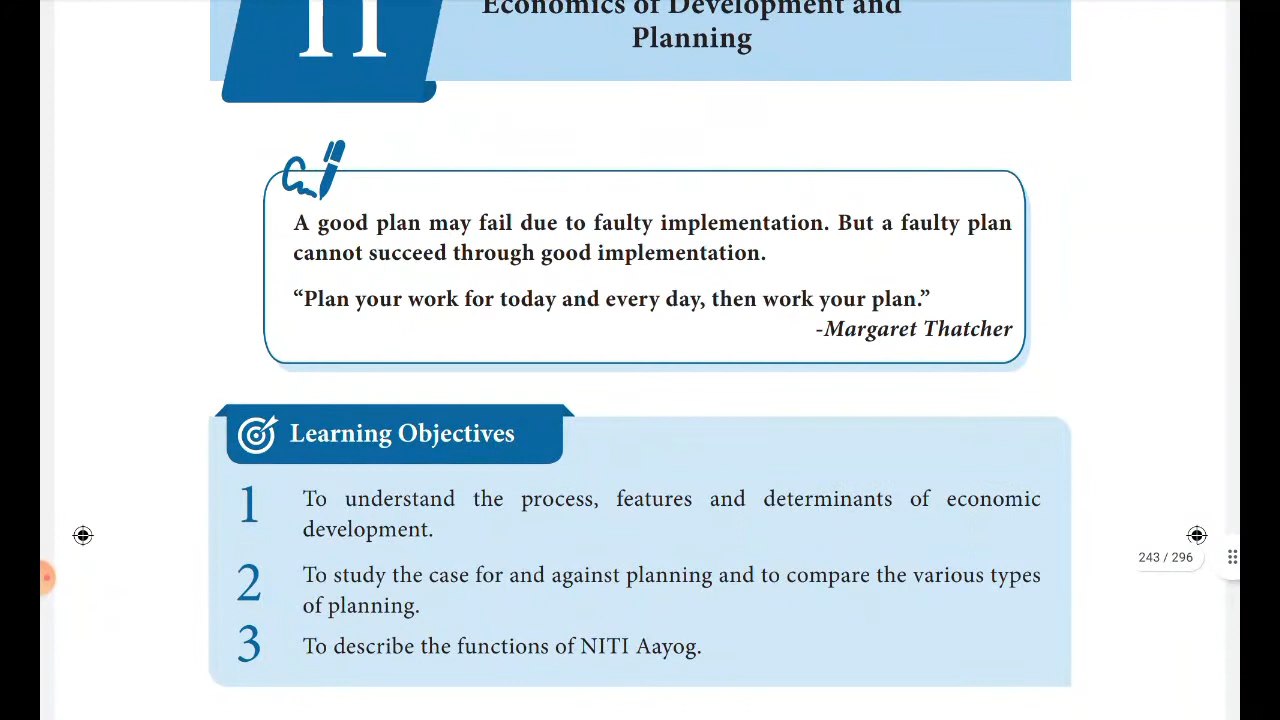 11
Economics of Development and
Planning
A good plan may fail due to faulty implementation. But a faulty plan
cannot succeed through good implementation.
“Plan your work for today and every day, then work your plan.”
-Margaret Thatcher
Learning Objectives
1 To understand the process, features and determinants of economic
development.
2 To study the case for and against planning and to compare the various types
of planning.
3 To describe the functions of NITI Aayog.
243 / 296